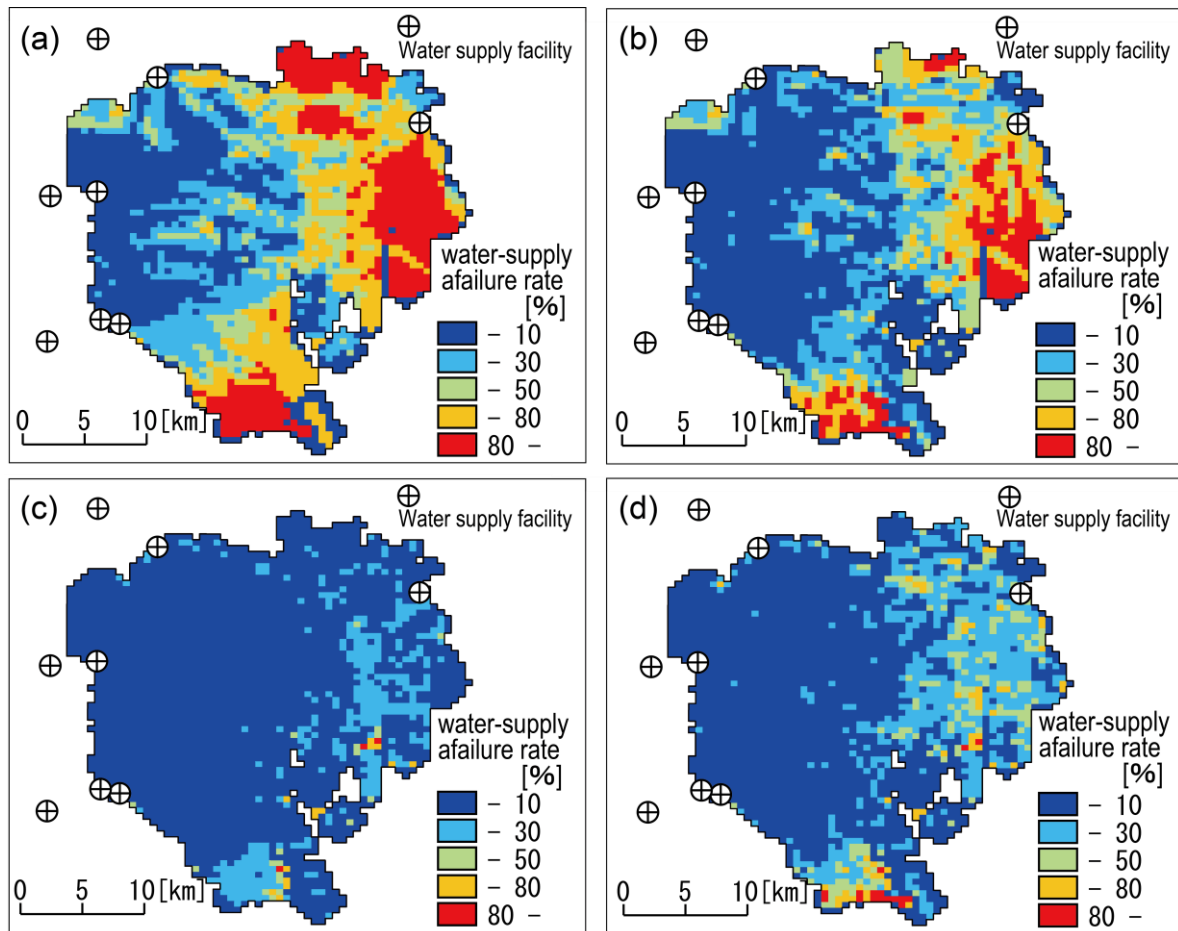 (a)
Water supply facility
water-supply
afailure rate
[%]
– 10
– 30
– 50
– 80
80 –
0 5 10 [km]
(b)
Water supply facility
water-supply
afailure rate
[%]
– 10
– 30
– 50
– 80
80 –
0 5 10 [km]
(c)
Water supply facility
water-supply
afailure rate
[%]
– 10
– 30
– 50
– 80
80 –
0 5 10 [km]
(d)
Water supply facility
water-supply
afailure rate
[%]
– 10
– 30
– 50
– 80
80 –
0 5 10 [km]